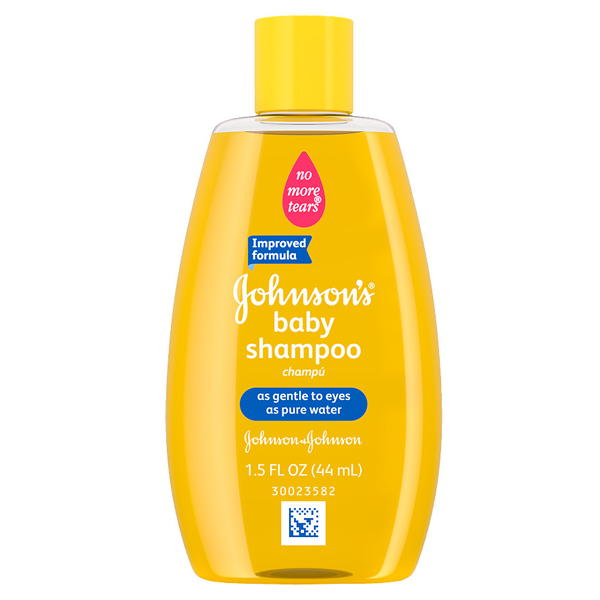 no
more
tears®
Improved
formula
Johnson's®
baby
shampoo
champú
as gentle to eyes
as pure water
Johnson & Johnson
1.5 FL OZ (44 mL)
30023582